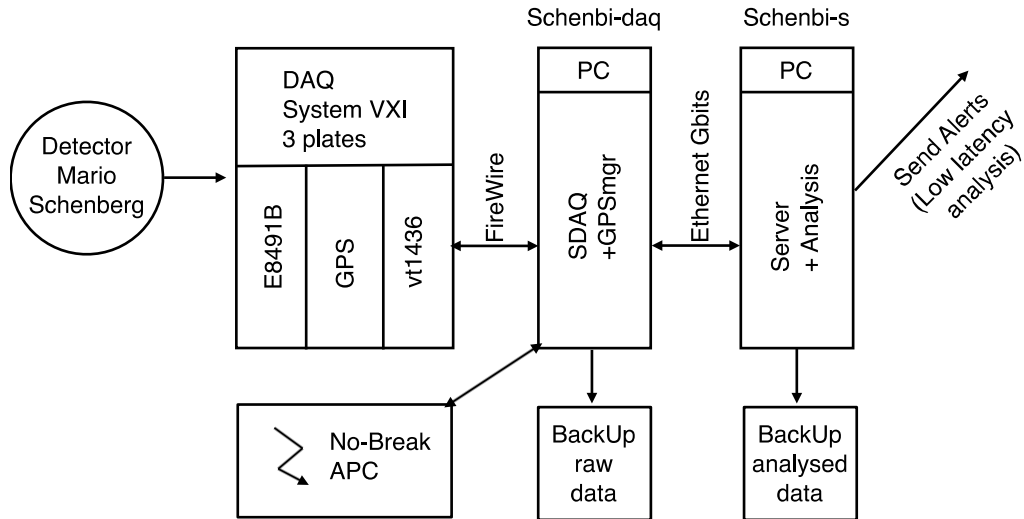 Schenbi-daq
Schenbi-s
Detector
Mario
Schenberg
DAQ
System VXI
3 plates
E8491B
GPS
vt1436
FireWire
PC
SDAQ
+GPSmgr
Ethernet Gbits
PC
Server
+ Analysis
Send Alerts
(Low latency
analysis)
No-Break
APC
BackUp
raw
data
BackUp
analysed
data